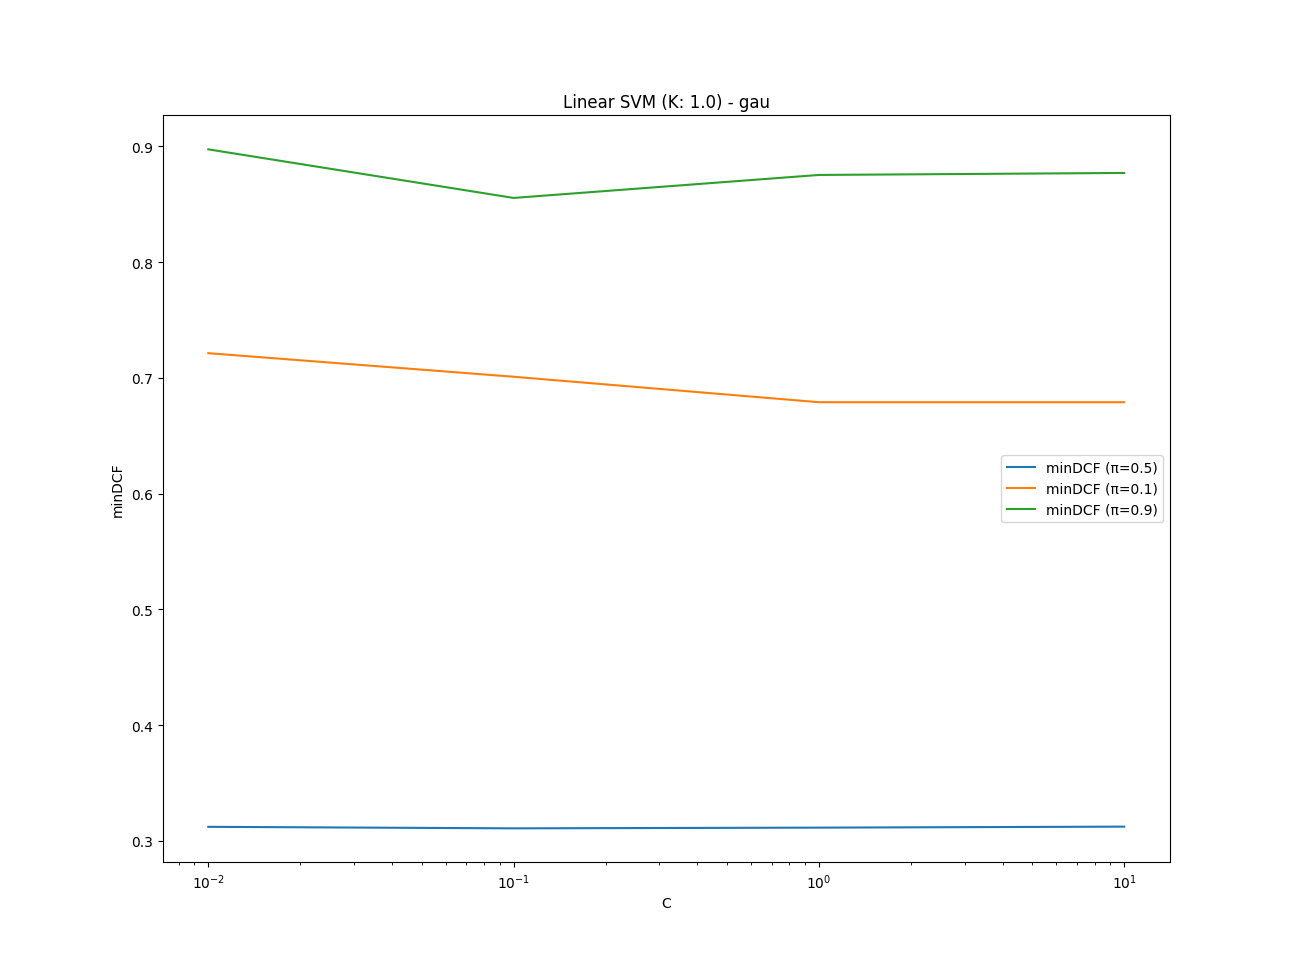 Linear SVM (K: 1.0) - gau
minDCF
0.9
0.8
0.7
0.6
0.5
0.4
0.3
minDCF (π=0.5)
minDCF (π=0.1)
minDCF (π=0.9)
10⁻² 10⁻¹ 10⁰ 10¹
C